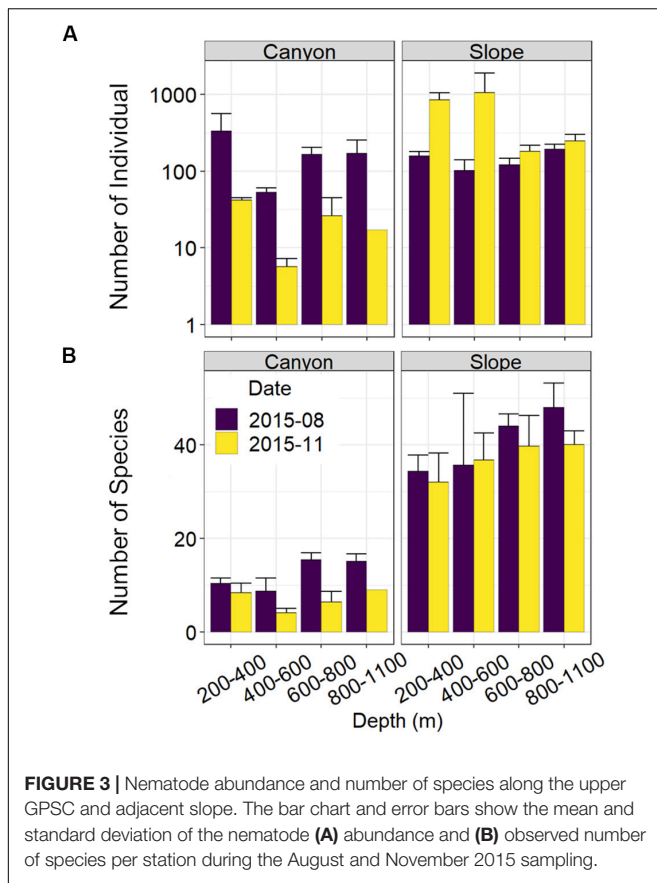 A
Canyon
Slope
Number of Individual
1000
100
10
1
B
Canyon
Slope
Number of Species
40
20
0
Date
2015-08
2015-11
200-400
400-600
600-800
800-1100
200-400
400-600
600-800
800-1100
Depth (m)
FIGURE 3 | Nematode abundance and number of species along the upper
GPSC and adjacent slope. The bar chart and error bars show the mean and
standard deviation of the nematode (A) abundance and (B) observed number
of species per station during the August and November 2015 sampling.